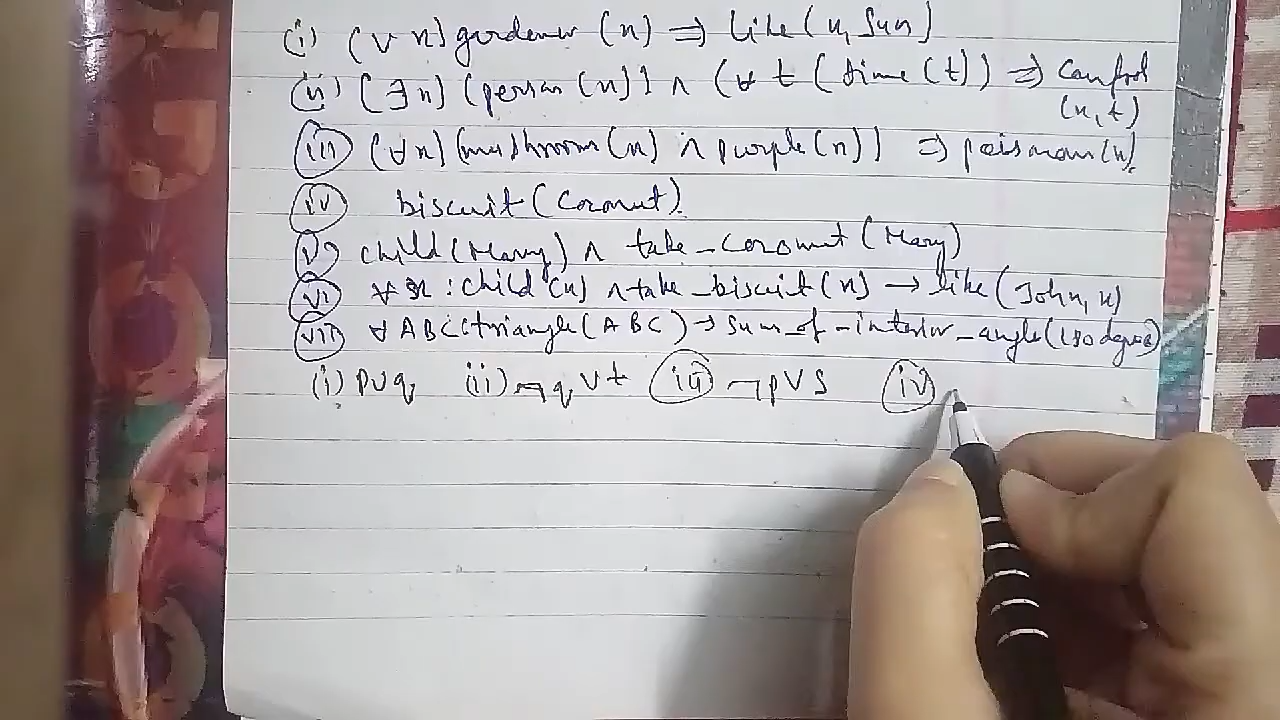 (i) (∀ x) gardener (x) ⇒ like (x, Sun)
(ii) (∃x) (person (x)) ∧ (∀ t (time (t)) ⇒ canfool
(x, t)
(iii) (∀x) (mushroom (x) ∧ purple (x)) ⇒ poisnom(x)
(iv) biscuit (coconut).
(v) child (Mary) ∧ take_coconut (Mary)
(vi) ∀x : child (x) ∧ take_biscuit (x) → like (John, x)
(vii) ∀ABC triangle (ABC) → sum_of_interior_angle (180 degree)
(i) p∪q (ii) ¬q∨t (iii) ¬p∨s (iv)